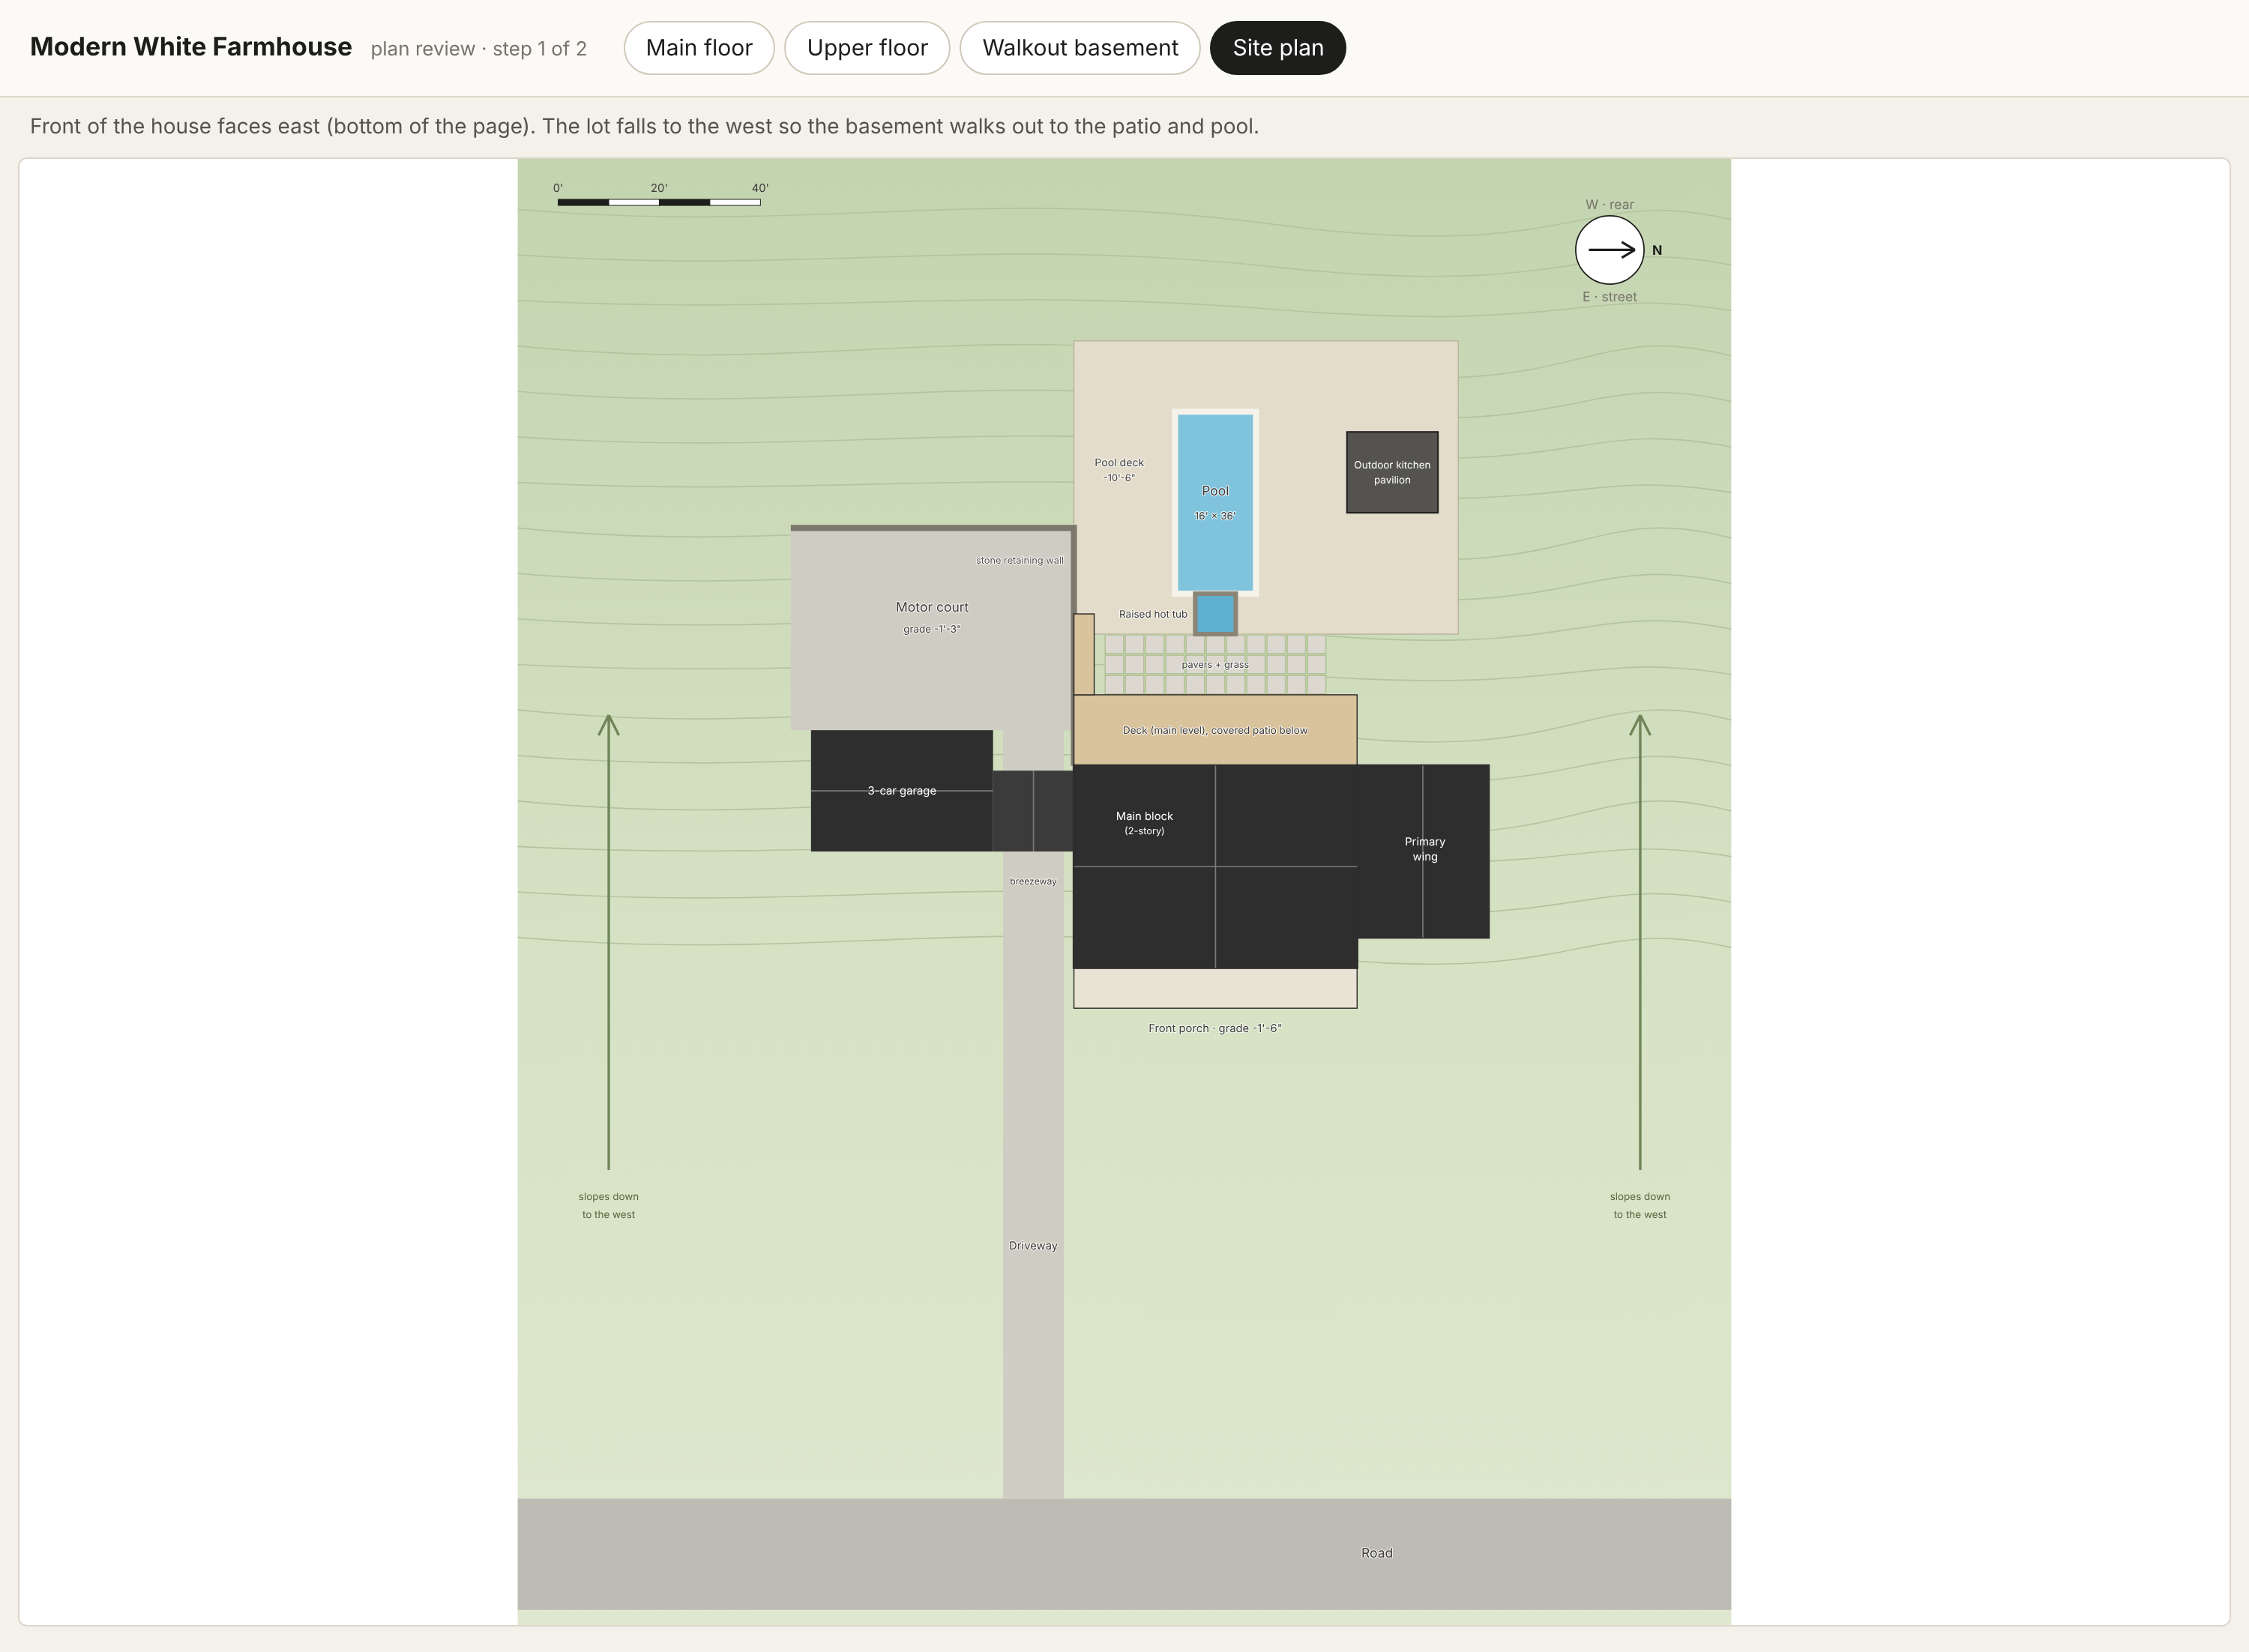 Modern White Farmhouse plan review · step 1 of 2 Main floor Upper floor Walkout basement Site plan
Front of the house faces east (bottom of the page). The lot falls to the west so the basement walks out to the patio and pool.
0' 20' 40'
W · rear
N
E · street
Pool deck
-10'-6"
Pool
16' × 36'
Outdoor kitchen
pavilion
stone retaining wall
Motor court
grade -1'-3"
Raised hot tub
pavers + grass
Deck (main level), covered patio below
3-car garage
Main block
(2-story)
Primary
wing
breezeway
Front porch · grade -1'-6"
slopes down
to the west
slopes down
to the west
Driveway
Road